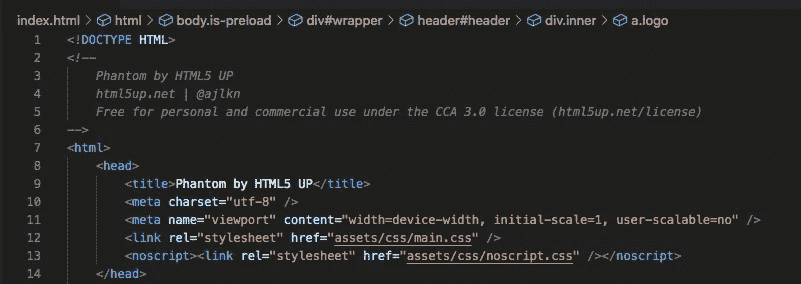 index.html > html > body.is-preload > div#wrapper > header#header > div.inner > a.logo
1 <!DOCTYPE HTML>
2 <!--
3 Phantom by HTML5 UP
4 html5up.net | @ajlkn
5 Free for personal and commercial use under the CCA 3.0 license (html5up.net/license)
6 -->
7 <html>
8 <head>
9 <title>Phantom by HTML5 UP</title>
10 <meta charset="utf-8" />
11 <meta name="viewport" content="width=device-width, initial-scale=1, user-scalable=no" />
12 <link rel="stylesheet" href="assets/css/main.css" />
13 <noscript><link rel="stylesheet" href="assets/css/noscript.css" /></noscript>
14 </head>